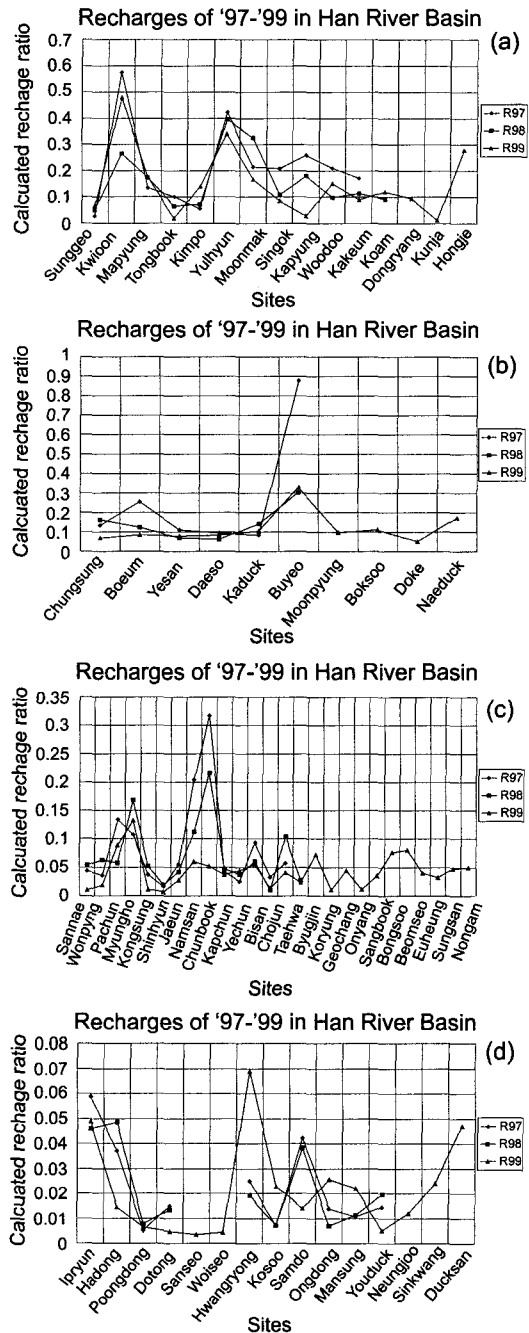 Recharges of '97-'99 in Han River Basin
(a)
Calcuated rechage ratio
0.7
0.6
0.5
0.4
0.3
0.2
0.1
0
Sunggeo
Kwioon
Mapyung
Tongbook
Kimpo
Yulhyun
Moonmak
Singok
Kapyung
Woodoo
Kakeum
Koam
Dongryang
Kunja
Hongje
Sites
R97
R98
R99
Recharges of '97-'99 in Han River Basin
(b)
Calcuated rechage ratio
1
0.9
0.8
0.7
0.6
0.5
0.4
0.3
0.2
0.1
0
Chungsung
Boeum
Yesan
Daeso
Kaduck
Buyeo
Moonpyung
Boksoo
Doke
Naeduck
Sites
R97
R98
R99
Recharges of '97-'99 in Han River Basin
(c)
Calcuated rechage ratio
0.35
0.3
0.25
0.2
0.15
0.1
0.05
0
Sannae
Wonpyng
Pachun
Myungho
Kongsung
Shinhyun
Jaeun
Namsan
Chunbook
Kapchun
Yechun
Bisan
Chojun
Taehwa
Byugjin
Koryung
Geochang
Onyang
Sangbook
Bongsoo
Beomseo
Euheung
Sungsan
Nongam
Sites
R97
R98
R99
Recharges of '97-'99 in Han River Basin
(d)
Calcuated rechage ratio
0.08
0.07
0.06
0.05
0.04
0.03
0.02
0.01
0
Ipryun
Hadong
Poongdong
Dotong
Sanseo
Woiseo
Hwangryong
Kosoo
Samdo
Ongdong
Mansung
Youduck
Neungjoo
Sinkwang
Ducksan
Sites
R97
R98
R99